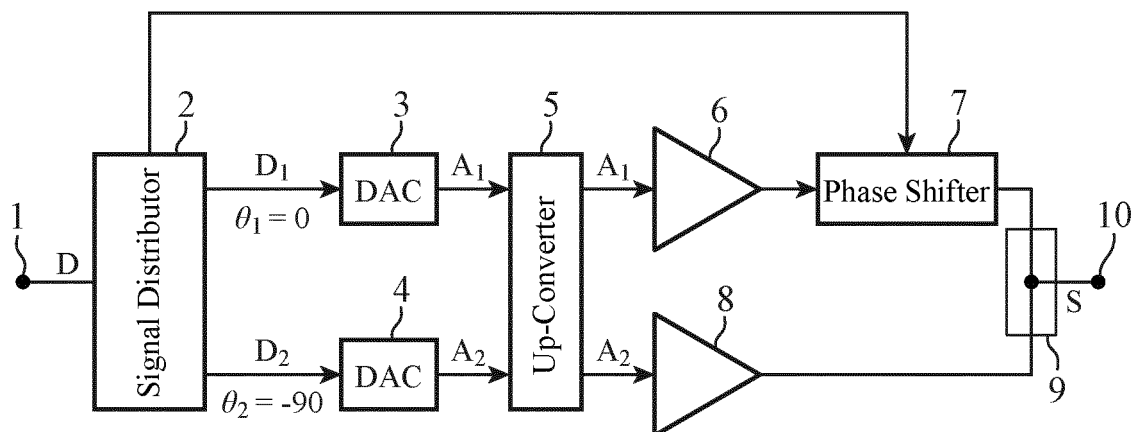 2
3
5
6
7
D₁
A₁
A₁
DAC
Phase Shifter
θ₁ = 0
1
10
D
Signal Distributor
Up-Converter
S
4
8
D₂
A₂
A₂
DAC
9
θ₂ = -90